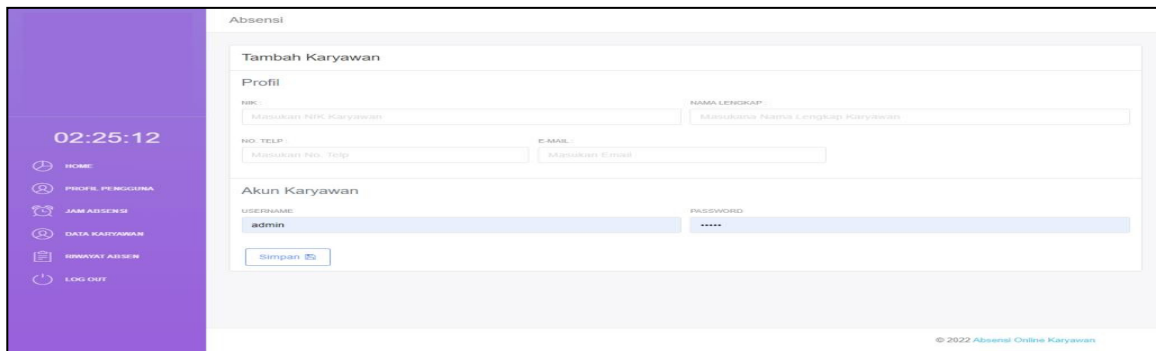 Absensi
Tambah Karyawan
Profil
NIK :
NAMA LENGKAP :
Masukan NIK Karyawan
Masukana Nama Lengkap Karyawan
NO. TELP :
E-MAIL :
Masukan No. Telp
Masukan Email
Akun Karyawan
USERNAME
PASSWORD
admin
•••••
Simpan
02:25:12
HOME
PROFIL PENGGUNA
JAM ABSENSI
DATA KARYAWAN
RIWAYAT ABSEN
LOG OUT
© 2022 Absensi Online Karyawan